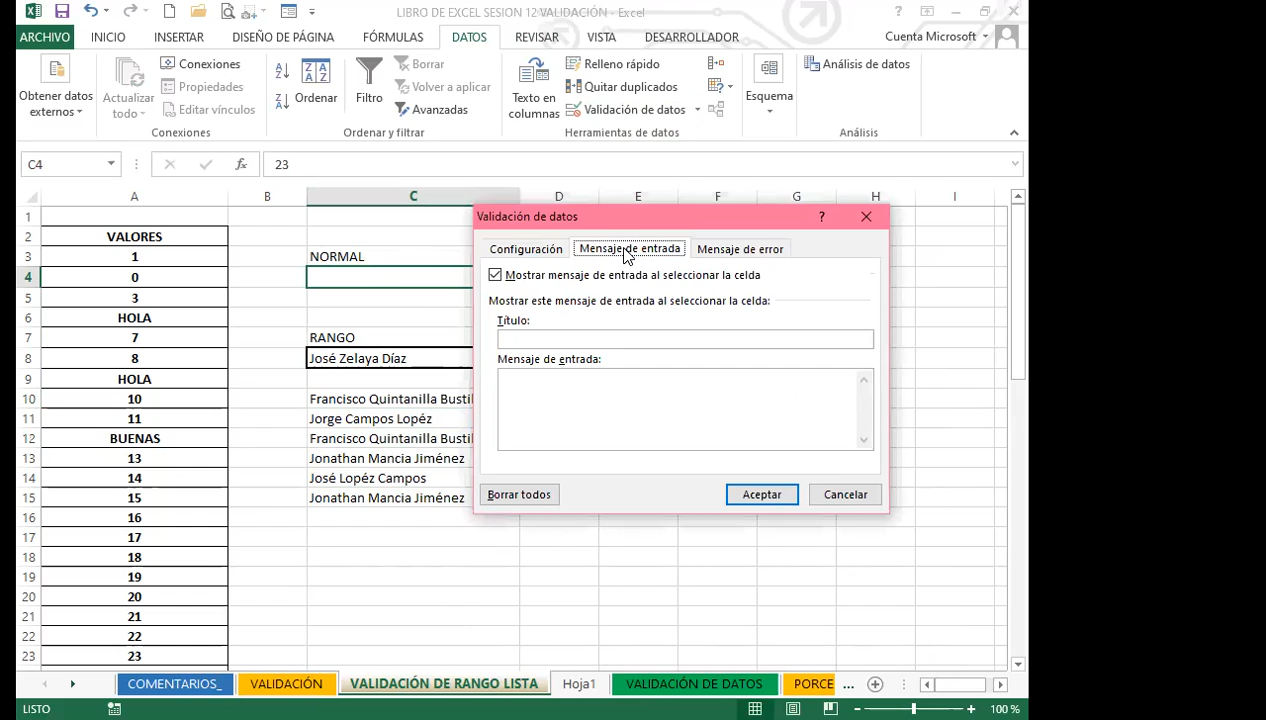 LIBRO DE EXCEL SESION 12 VALIDACIÓN - Excel
ARCHIVO INICIO INSERTAR DISEÑO DE PÁGINA FÓRMULAS DATOS REVISAR VISTA DESARROLLADOR Cuenta Microsoft
Obtener datos externos
Actualizar todo
Conexiones
Propiedades
Editar vínculos
Conexiones
Ordenar
Filtro
Borrar
Volver a aplicar
Avanzadas
Ordenar y filtrar
Texto en columnas
Relleno rápido
Quitar duplicados
Validación de datos
Herramientas de datos
Esquema
Análisis de datos
Análisis
C4 fx 23
A B C D E F G H I
1
2 VALORES
3 1 NORMAL
4 0
5 3
6 HOLA
7 7 RANGO
8 8 José Zelaya Díaz
9 HOLA
10 10 Francisco Quintanilla Bustil
11 11 Jorge Campos Lopéz
12 BUENAS Francisco Quintanilla Bustil
13 13 Jonathan Mancia Jiménez
14 14 José Lopéz Campos
15 15 Jonathan Mancia Jiménez
16 16
17 17
18 18
19 19
20 20
21 21
22 22
23 23
Validación de datos ?
Configuración Mensaje de entrada Mensaje de error
Mostrar mensaje de entrada al seleccionar la celda
Mostrar este mensaje de entrada al seleccionar la celda:
Título:
Mensaje de entrada:
Borrar todos Aceptar Cancelar
COMENTARIOS_ VALIDACIÓN VALIDACIÓN DE RANGO LISTA Hoja1 VALIDACIÓN DE DATOS PORCE ...
LISTO 100 %